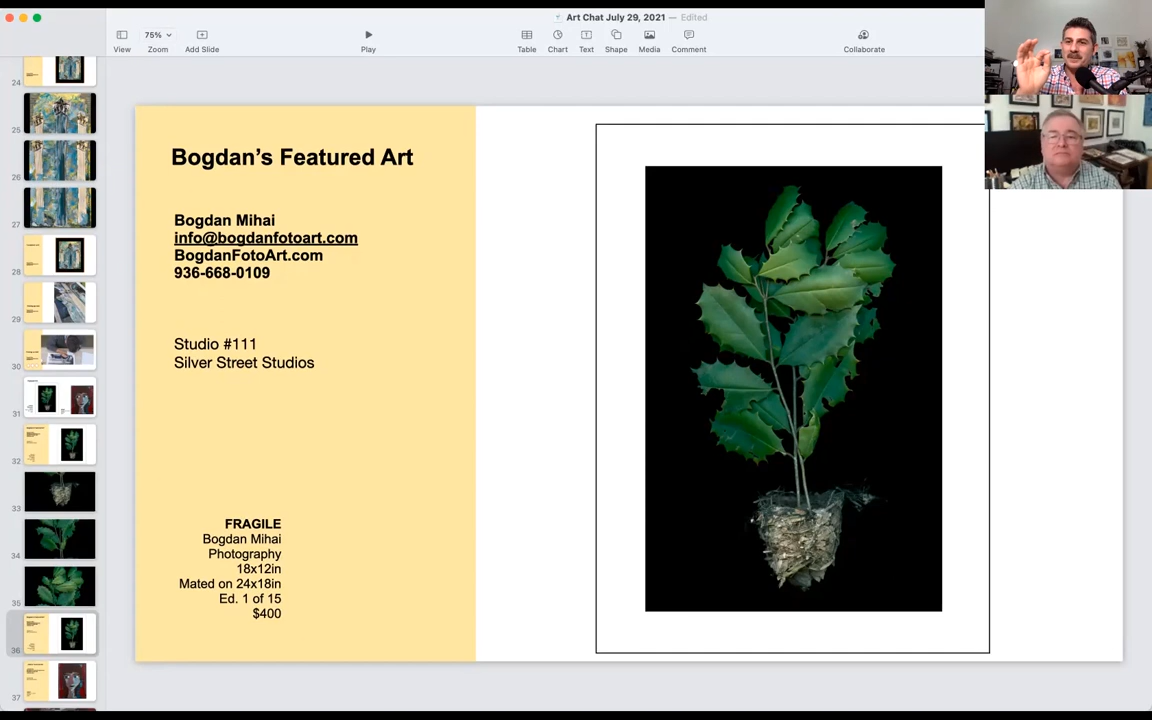 Art Chat July 29, 2021 — Edited
75%
View
Zoom
Add Slide
Play
Table
Chart
Text
Shape
Media
Comment
Collaborate
24
25
26
27
28
29
30
31
32
33
34
35
36
37
Bogdan’s Featured Art
Bogdan Mihai
info@bogdanfotoart.com
BogdanFotoArt.com
936-668-0109
Studio #111
Silver Street Studios
FRAGILE
Bogdan Mihai
Photography
18x12in
Mated on 24x18in
Ed. 1 of 15
$400